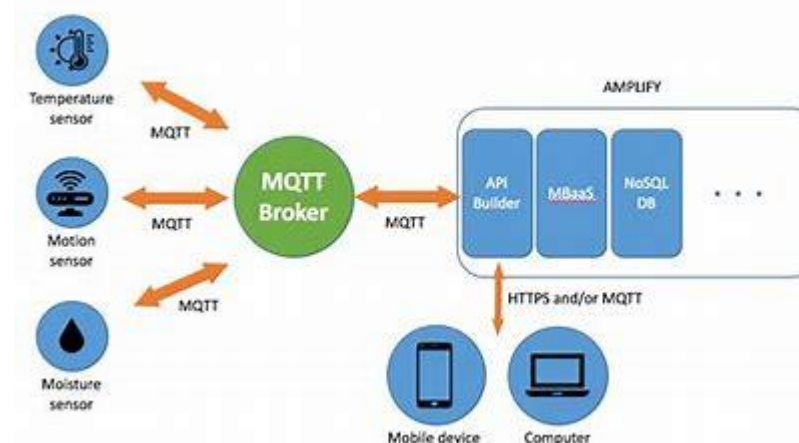 Temperature
sensor
MQTT
Motion
sensor
MQTT
Moisture
sensor
MQTT
MQTT
Broker
MQTT
AMPLIFY
API
Builder
MBaaS
NoSQL
DB
. . .
HTTPS and/or MQTT
Mobile device
Computer